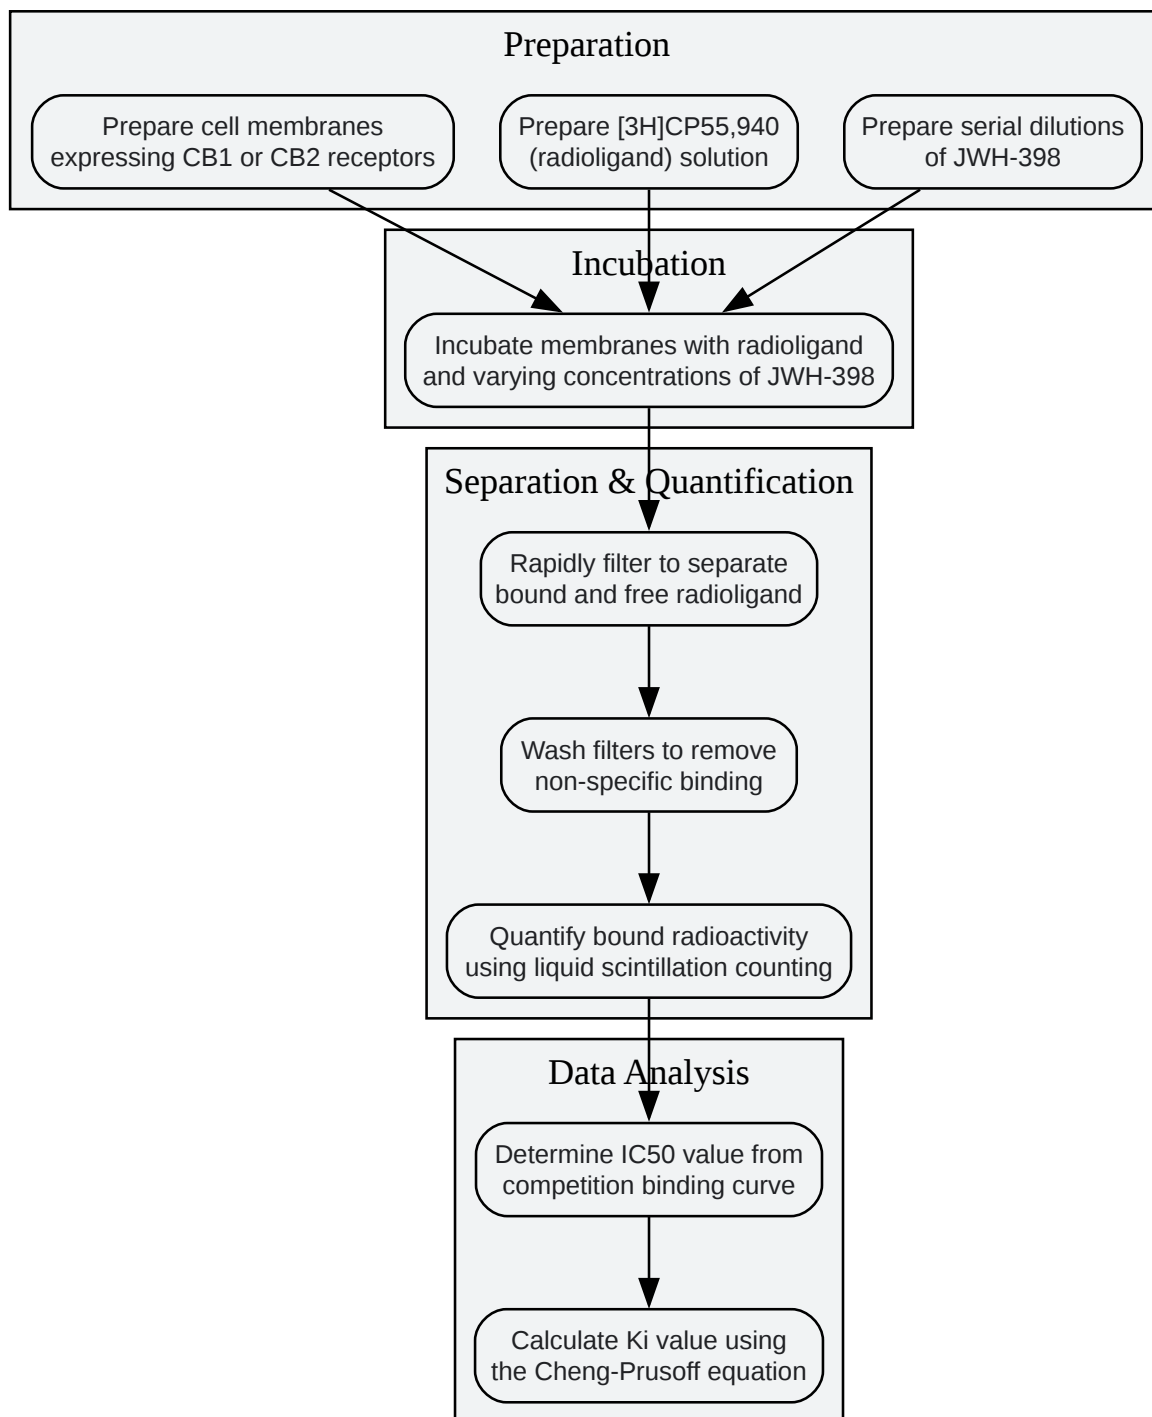 Preparation
Prepare cell membranes
expressing CB1 or CB2 receptors
Prepare [3H]CP55,940
(radioligand) solution
Prepare serial dilutions
of JWH-398
Incubation
Incubate membranes with radioligand
and varying concentrations of JWH-398
Separation & Quantification
Rapidly filter to separate
bound and free radioligand
Wash filters to remove
non-specific binding
Quantify bound radioactivity
using liquid scintillation counting
Data Analysis
Determine IC50 value from
competition binding curve
Calculate Ki value using
the Cheng-Prusoff equation